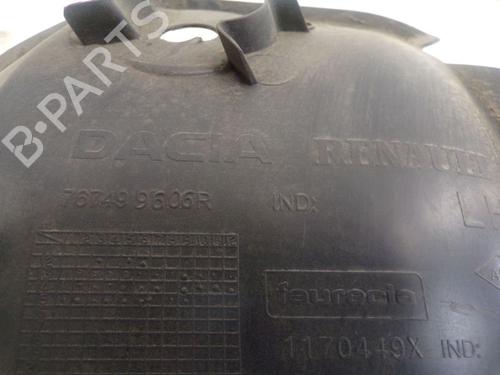 B-PARTS
DACIA RENAULT
767499606R IND:
faurecia
1170449X IND: